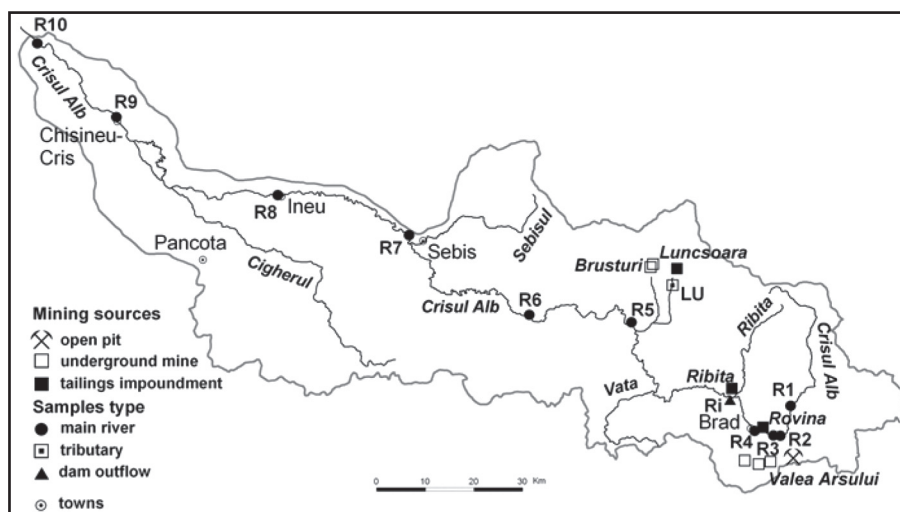 R10
Crisul Alb
R9
Chisineu-
Cris
R8
Ineu
R7
Sebis
Sebisul
Pancota
Cigherul
Crisul Alb
R6
Brusturi
Luncsoara
LU
R5
Ribita
Crisul Alb
Vata
Ribita
Ri
R1
Brad
Rovina
R4
R3
R2
Valea Arsului
Mining sources
open pit
underground mine
tailings impoundment
Samples type
main river
tributary
dam outflow
towns
0 10 20 30 Km